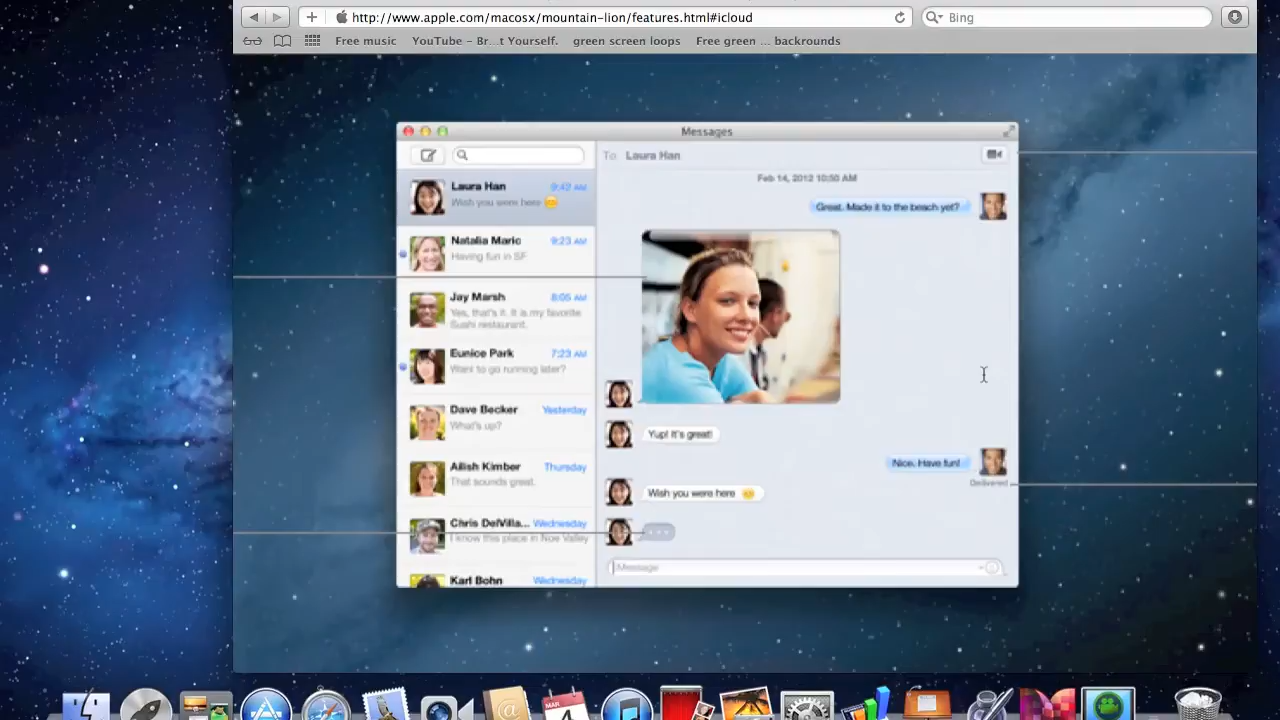 http://www.apple.com/macosx/mountain-lion/features.html#icloud
Bing
Free music
YouTube - Br...t Yourself.
green screen loops
Free green ... backrounds
Messages
To: Laura Han
Feb 14, 2012 10:50 AM
Laura Han 9:42 AM
Wish you were here
Natalia Maric 9:23 AM
Having fun in SF
Jay Marsh 8:05 AM
Yes, that's it. It is my favorite
Sushi restaurant.
Eunice Park 7:23 AM
Want to go running later?
Dave Becker Yesterday
What's up?
Ailish Kimber Thursday
That sounds great.
Chris DelVilla... Wednesday
I know this place in Noe Valley
Karl Bohn Wednesday
Great. Made it to the beach yet?
Yup! It's great!
Nice. Have fun!
Delivered
Wish you were here
Message
MAR
4